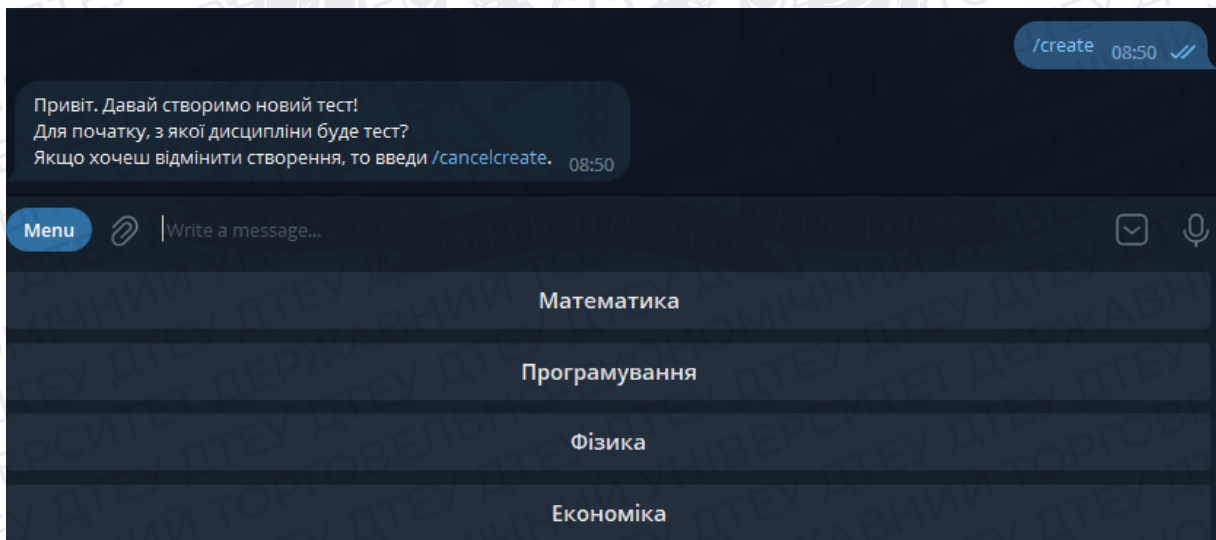 /create 08:50
Привіт. Давай створимо новий тест!
Для початку, з якої дисципліни буде тест?
Якщо хочеш відмінити створення, то введи /cancelcreate. 08:50
Menu Write a message...
Математика
Програмування
Фізика
Економіка